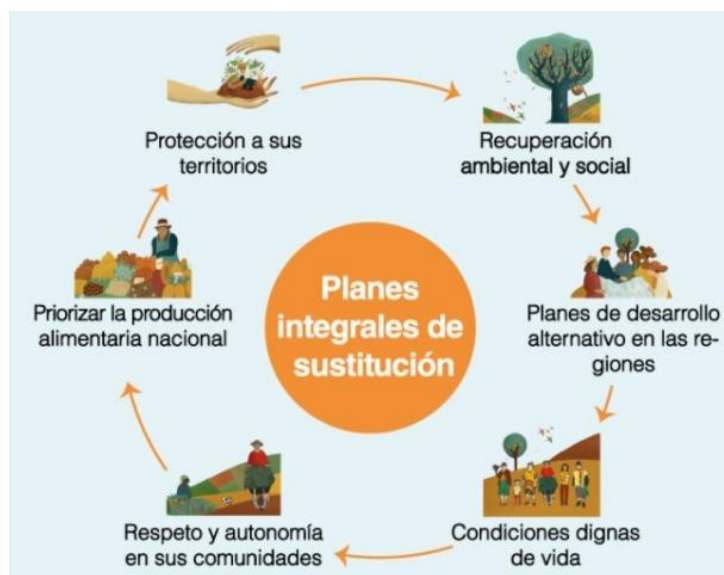 Protección a sus
territorios
Recuperación
ambiental y social
Planes de desarrollo
alternativo en las re-
giones
Condiciones dignas
de vida
Respeto y autonomía
en sus comunidades
Priorizar la producción
alimentaria nacional
Planes
integrales de
sustitución